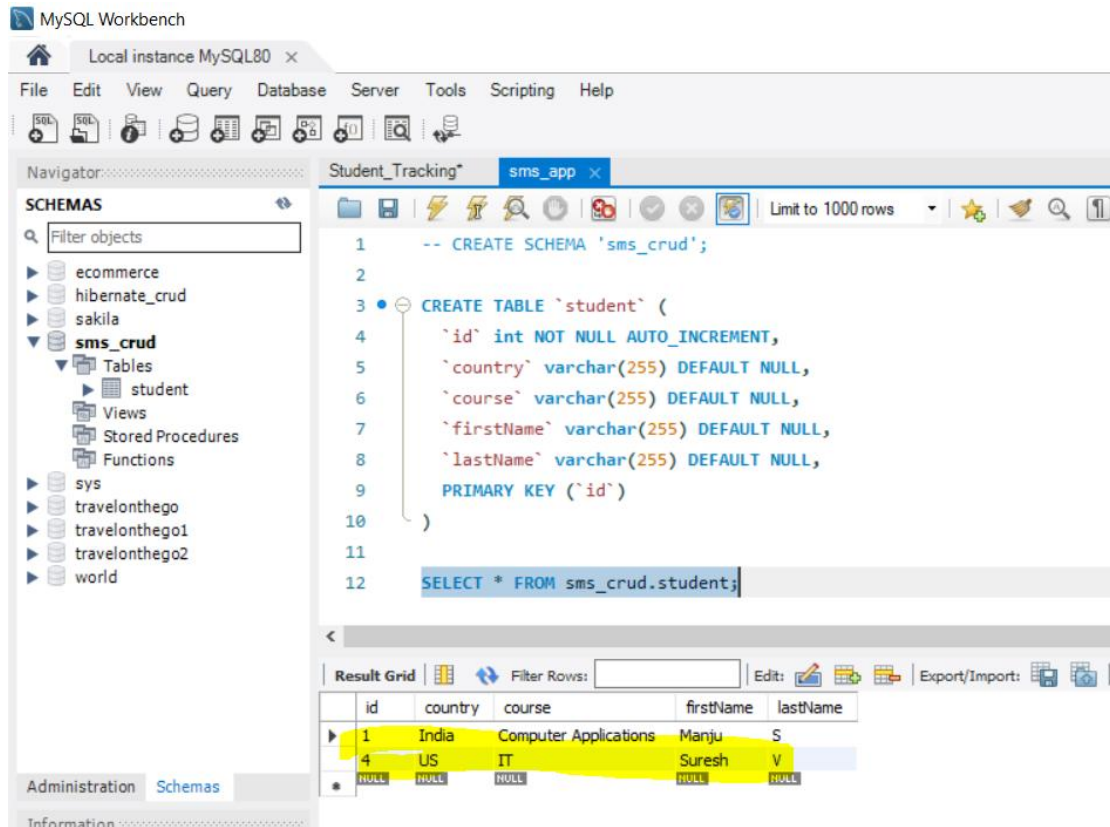 MySQL Workbench
Local instance MySQL80
File Edit View Query Database Server Tools Scripting Help
Navigator
SCHEMAS
Filter objects
ecommerce
hibernate_crud
sakila
sms_crud
Tables
student
Views
Stored Procedures
Functions
sys
travelonthego
travelonthego1
travelonthego2
world
Administration Schemas
Information
Student_Tracking* sms_app
Limit to 1000 rows
1 -- CREATE SCHEMA 'sms_crud';
2
3 CREATE TABLE `student` (
4 `id` int NOT NULL AUTO_INCREMENT,
5 `country` varchar(255) DEFAULT NULL,
6 `course` varchar(255) DEFAULT NULL,
7 `firstName` varchar(255) DEFAULT NULL,
8 `lastName` varchar(255) DEFAULT NULL,
9 PRIMARY KEY (`id`)
10 )
11
12 SELECT * FROM sms_crud.student;
Result Grid Filter Rows: Edit: Export/Import:
id country course firstName lastName
1 India Computer Applications Manju S
4 US IT Suresh V
NULL NULL NULL NULL NULL